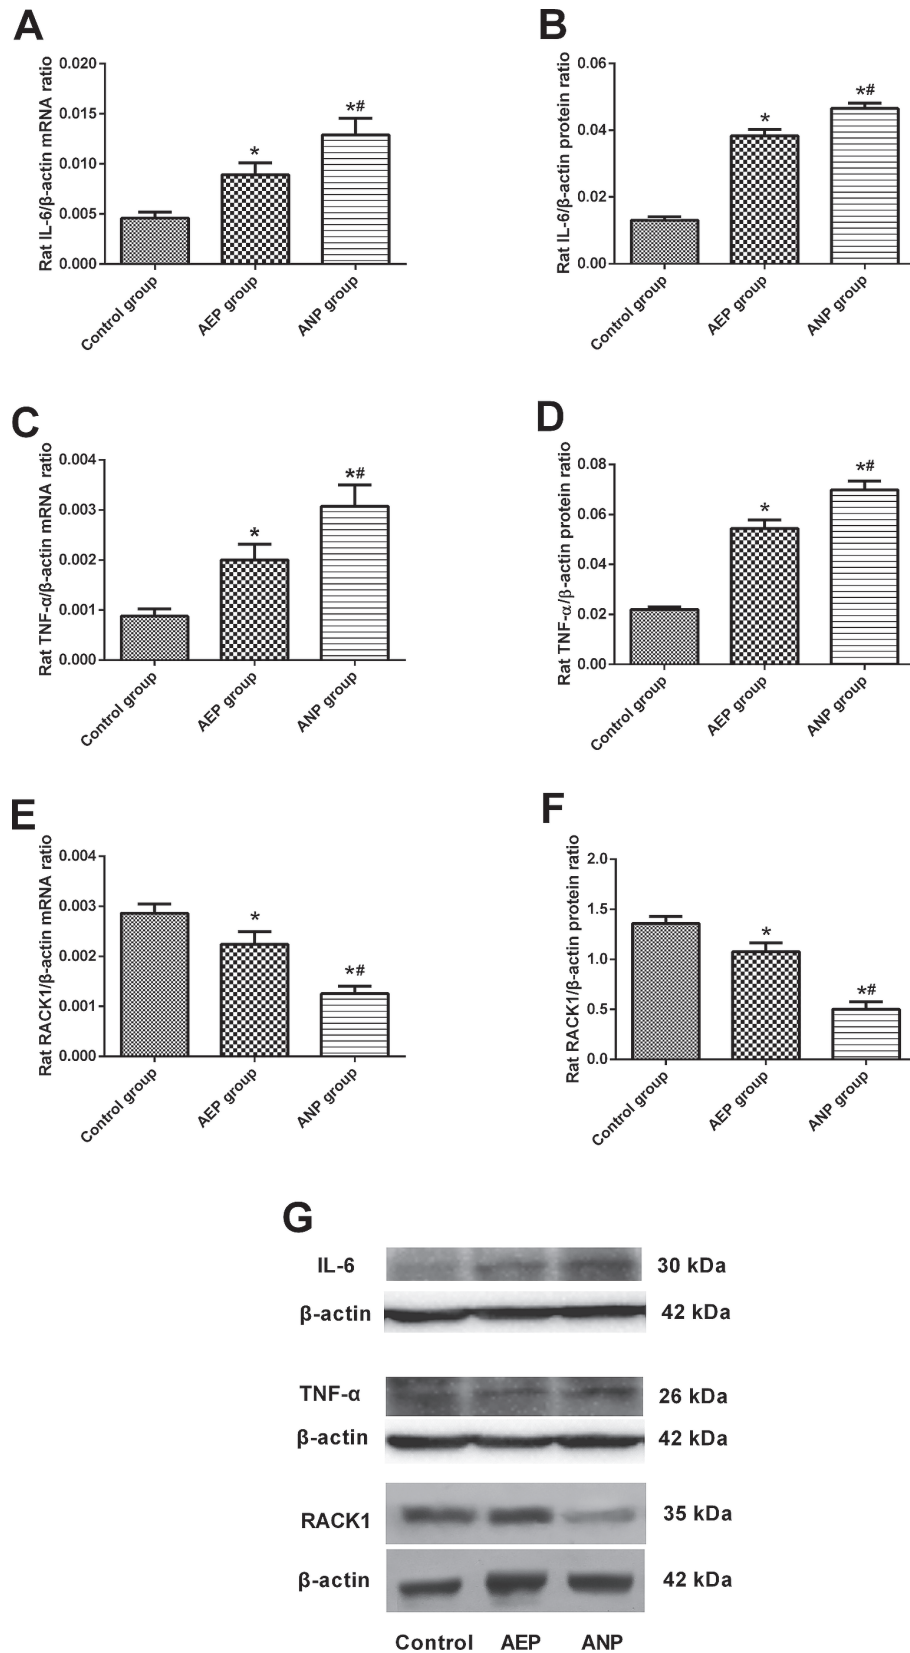 A
Rat IL-6/β-actin mRNA ratio
0.020
0.015
0.010
0.005
0.000
*
*#
Control group
AEP group
ANP group
B
Rat IL-6/β-actin protein ratio
0.06
0.04
0.02
0.00
*
*#
Control group
AEP group
ANP group
C
Rat TNF-α/β-actin mRNA ratio
0.004
0.003
0.002
0.001
0.000
*
*#
Control group
AEP group
ANP group
D
Rat TNF-α/β-actin protein ratio
0.08
0.06
0.04
0.02
0.00
*
*#
Control group
AEP group
ANP group
E
Rat RACK1/β-actin mRNA ratio
0.004
0.003
0.002
0.001
0.000
*
*#
Control group
AEP group
ANP group
F
Rat RACK1/β-actin protein ratio
2.0
1.5
1.0
0.5
0.0
*
*#
Control group
AEP group
ANP group
G
IL-6 30 kDa
β-actin 42 kDa
TNF-α 26 kDa
β-actin 42 kDa
RACK1 35 kDa
β-actin 42 kDa
Control AEP ANP